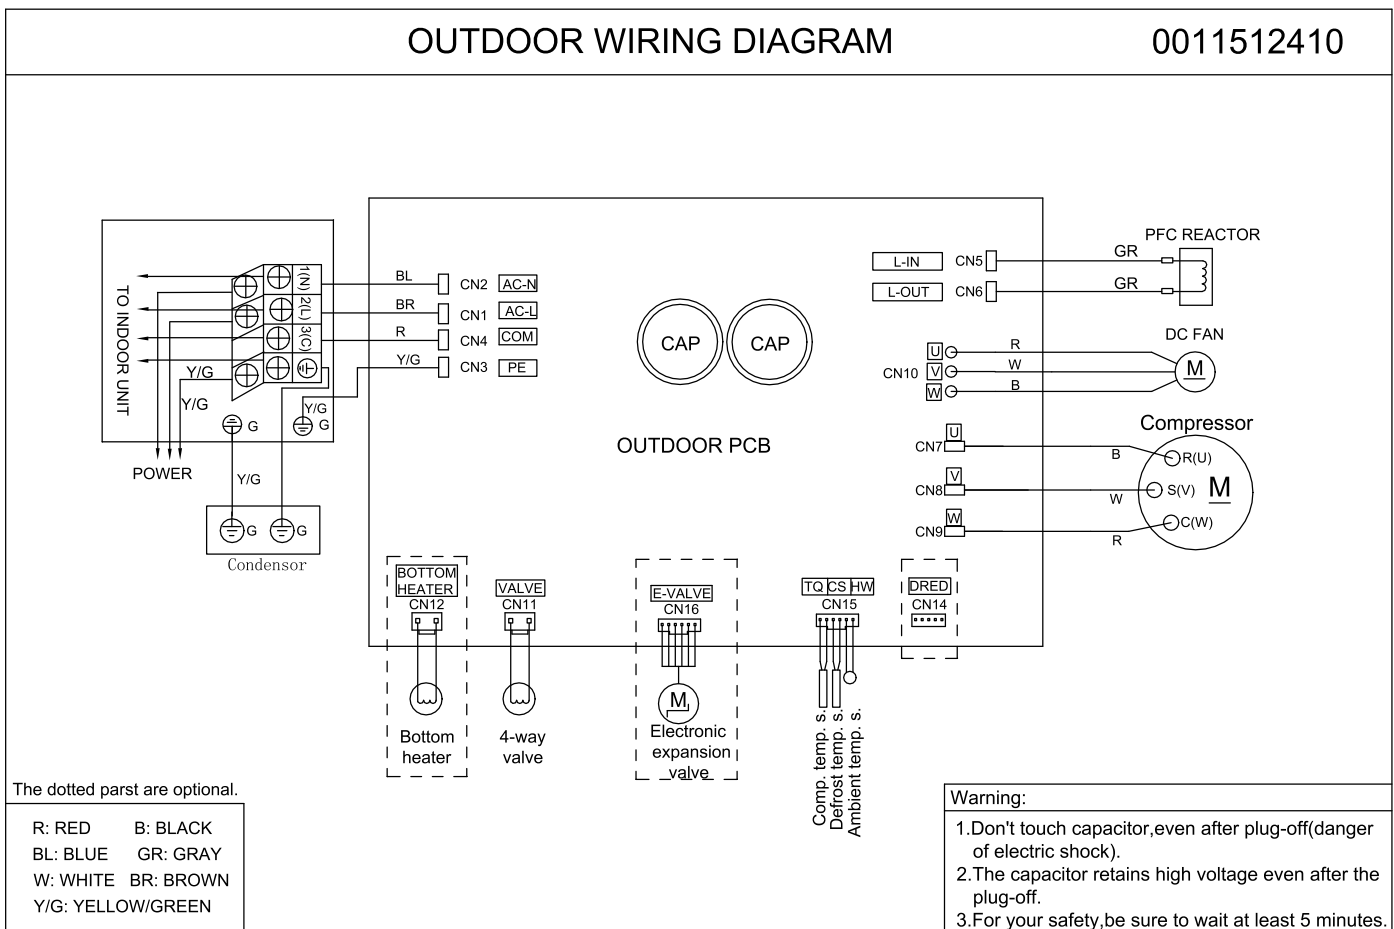 OUTDOOR WIRING DIAGRAM
0011512410
TO INDOOR UNIT
1(N)
2(L)
3(C)
Y/G
Y/G
Y/G
G
G
POWER
Y/G
G
G
Condensor
BL
CN2
AC-N
BR
CN1
AC-L
R
CN4
COM
Y/G
CN3
PE
CAP
CAP
OUTDOOR PCB
L-IN
CN5
GR
PFC REACTOR
L-OUT
CN6
GR
DC FAN
CN10
U
R
V
W
W
B
M
Compressor
U
CN7
B
R(U)
V
CN8
W
S(V)
M
W
CN9
R
C(W)
BOTTOM
HEATER
CN12
Bottom
heater
VALVE
CN11
4-way
valve
E-VALVE
CN16
M
Electronic
expansion
valve
TQ CS HW
CN15
Comp. temp. s.
Defrost temp. s.
Ambient temp. s.
DRED
CN14
The dotted parst are optional.
R: RED B: BLACK
BL: BLUE GR: GRAY
W: WHITE BR: BROWN
Y/G: YELLOW/GREEN
Warning:
1.Don't touch capacitor,even after plug-off(danger
of electric shock).
2.The capacitor retains high voltage even after the
plug-off.
3.For your safety,be sure to wait at least 5 minutes.